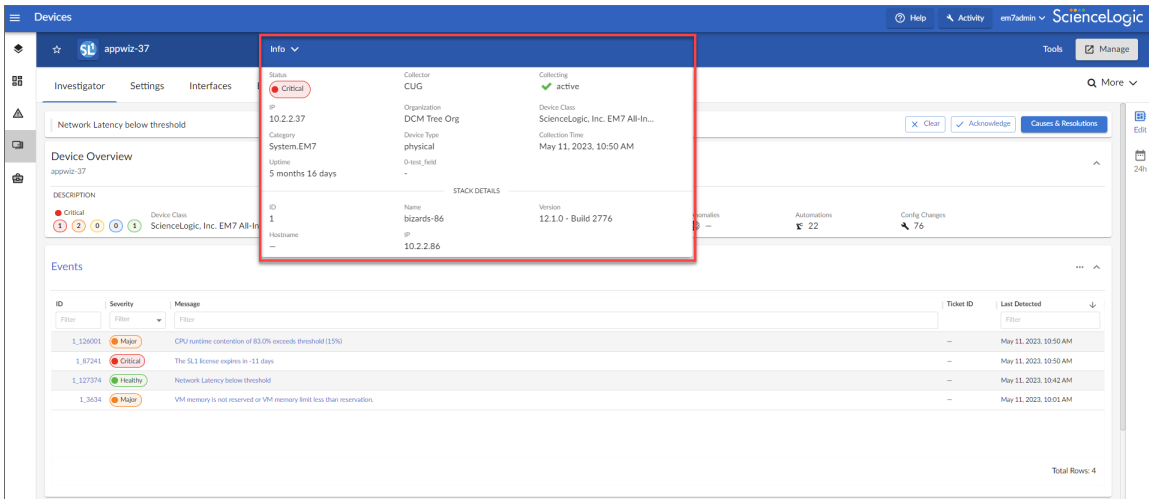 Devices
Help
Activity
em7admin
ScienceLogic
SL1
appwiz-37
Info
Tools
Manage
Investigator
Settings
Interfaces
More
Status
Critical
Collector
CUG
Collecting
active
IP
10.2.2.37
Organization
DCM Tree Org
Device Class
ScienceLogic, Inc. EM7 All-In...
Category
System.EM7
Device Type
physical
Collection Time
May 11, 2023, 10:50 AM
Uptime
5 months 16 days
0-test_field
-
STACK DETAILS
ID
1
Name
bizards-86
Version
12.1.0 - Build 2776
Hostname
—
IP
10.2.2.86
Network Latency below threshold
Clear
Acknowledge
Causes & Resolutions
Edit
24h
Device Overview
appwiz-37
DESCRIPTION
Critical
1 2 0 0 1
Device Class
ScienceLogic, Inc. EM7 All-In
—
Automations
22
Config Changes
76
Events
ID Severity Message Ticket ID Last Detected
Filter Filter Filter Filter
1_126001 Major CPU runtime contention of 83.0% exceeds threshold (15%) — May 11, 2023, 10:50 AM
1_87241 Critical The SL1 license expires in -11 days — May 11, 2023, 10:50 AM
1_127374 Healthy Network Latency below threshold — May 11, 2023, 10:42 AM
1_3634 Major VM memory is not reserved or VM memory limit less than reservation. — May 11, 2023, 10:01 AM
Total Rows: 4